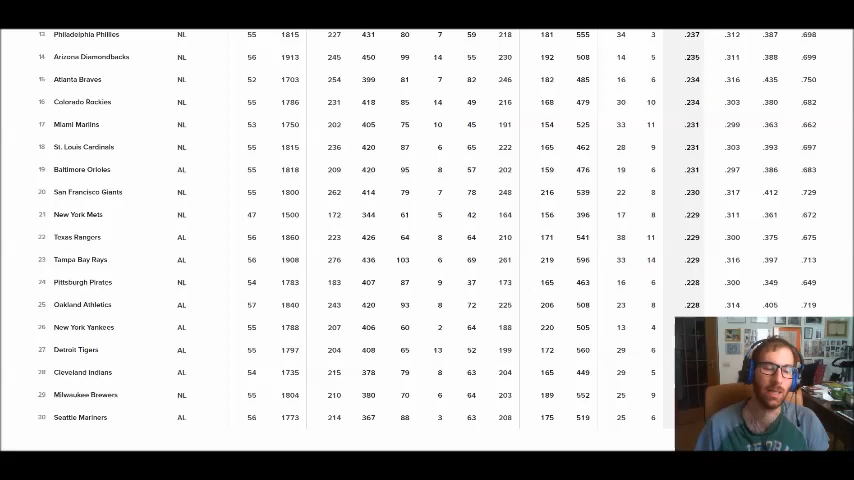 13 Philadelphia Phillies NL 55 1815 227 431 80 7 59 218 181 555 34 3 .237 .312 .387 .698
14 Arizona Diamondbacks NL 56 1913 245 450 99 14 55 230 192 508 14 5 .235 .311 .388 .699
15 Atlanta Braves NL 52 1703 254 399 81 7 82 246 182 485 16 6 .234 .316 .435 .750
16 Colorado Rockies NL 55 1786 231 418 85 14 49 216 168 479 30 10 .234 .303 .380 .682
17 Miami Marlins NL 53 1750 202 405 75 10 45 191 154 525 33 11 .231 .299 .363 .662
18 St. Louis Cardinals NL 55 1815 236 420 87 6 65 222 165 462 28 9 .231 .303 .393 .697
19 Baltimore Orioles AL 55 1818 209 420 95 8 57 202 159 476 19 6 .231 .297 .386 .683
20 San Francisco Giants NL 55 1800 262 414 79 7 78 248 216 539 22 8 .230 .317 .412 .729
21 New York Mets NL 47 1500 172 344 61 5 42 164 156 396 17 8 .229 .311 .361 .672
22 Texas Rangers AL 56 1860 223 426 64 8 64 210 171 541 38 11 .229 .300 .375 .675
23 Tampa Bay Rays AL 56 1908 276 436 103 6 69 261 219 596 33 14 .229 .316 .397 .713
24 Pittsburgh Pirates NL 54 1783 183 407 87 9 37 173 165 463 16 6 .228 .300 .349 .649
25 Oakland Athletics AL 57 1840 243 420 93 8 72 225 206 508 23 8 .228 .314 .405 .719
26 New York Yankees AL 55 1788 207 406 60 2 64 188 220 505 13 4
27 Detroit Tigers AL 55 1797 204 408 65 13 52 199 172 560 29 6
28 Cleveland Indians AL 54 1735 215 378 79 8 63 204 165 449 29 5
29 Milwaukee Brewers NL 55 1804 210 380 70 6 64 203 189 552 25 9
30 Seattle Mariners AL 56 1773 214 367 88 3 63 208 175 519 25 6